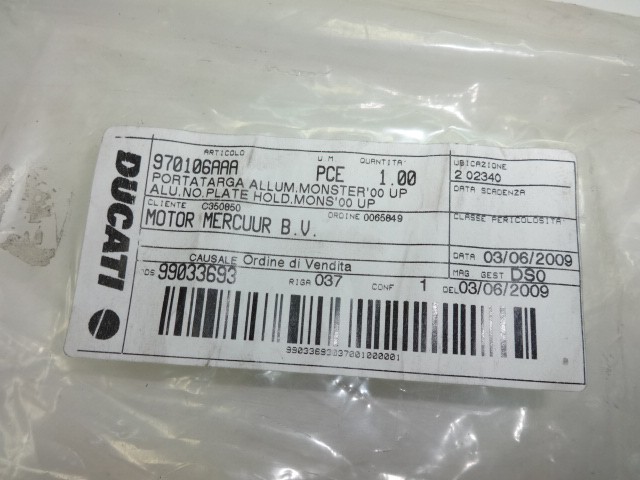 DUCATI
ARTICOLO U.M. QUANTITA' UBICAZIONE
970106AAA PCE 1.00 2 02340
PORTATARGA ALLUM.MONSTER'00 UP
ALU.NO.PLATE HOLD.MONS'00 UP
DATA SCADENZA
CLIENTE C350850 ORDINE 0065849 CLASSE PERICOLOSITA
MOTOR MERCUUR B.V.
CAUSALE Ordine di Vendita DATA 03/06/2009
MAG GEST DS0
ODS 99033693 RIGA 037 CONF 1 DEL 03/06/2009
99033693037001000001